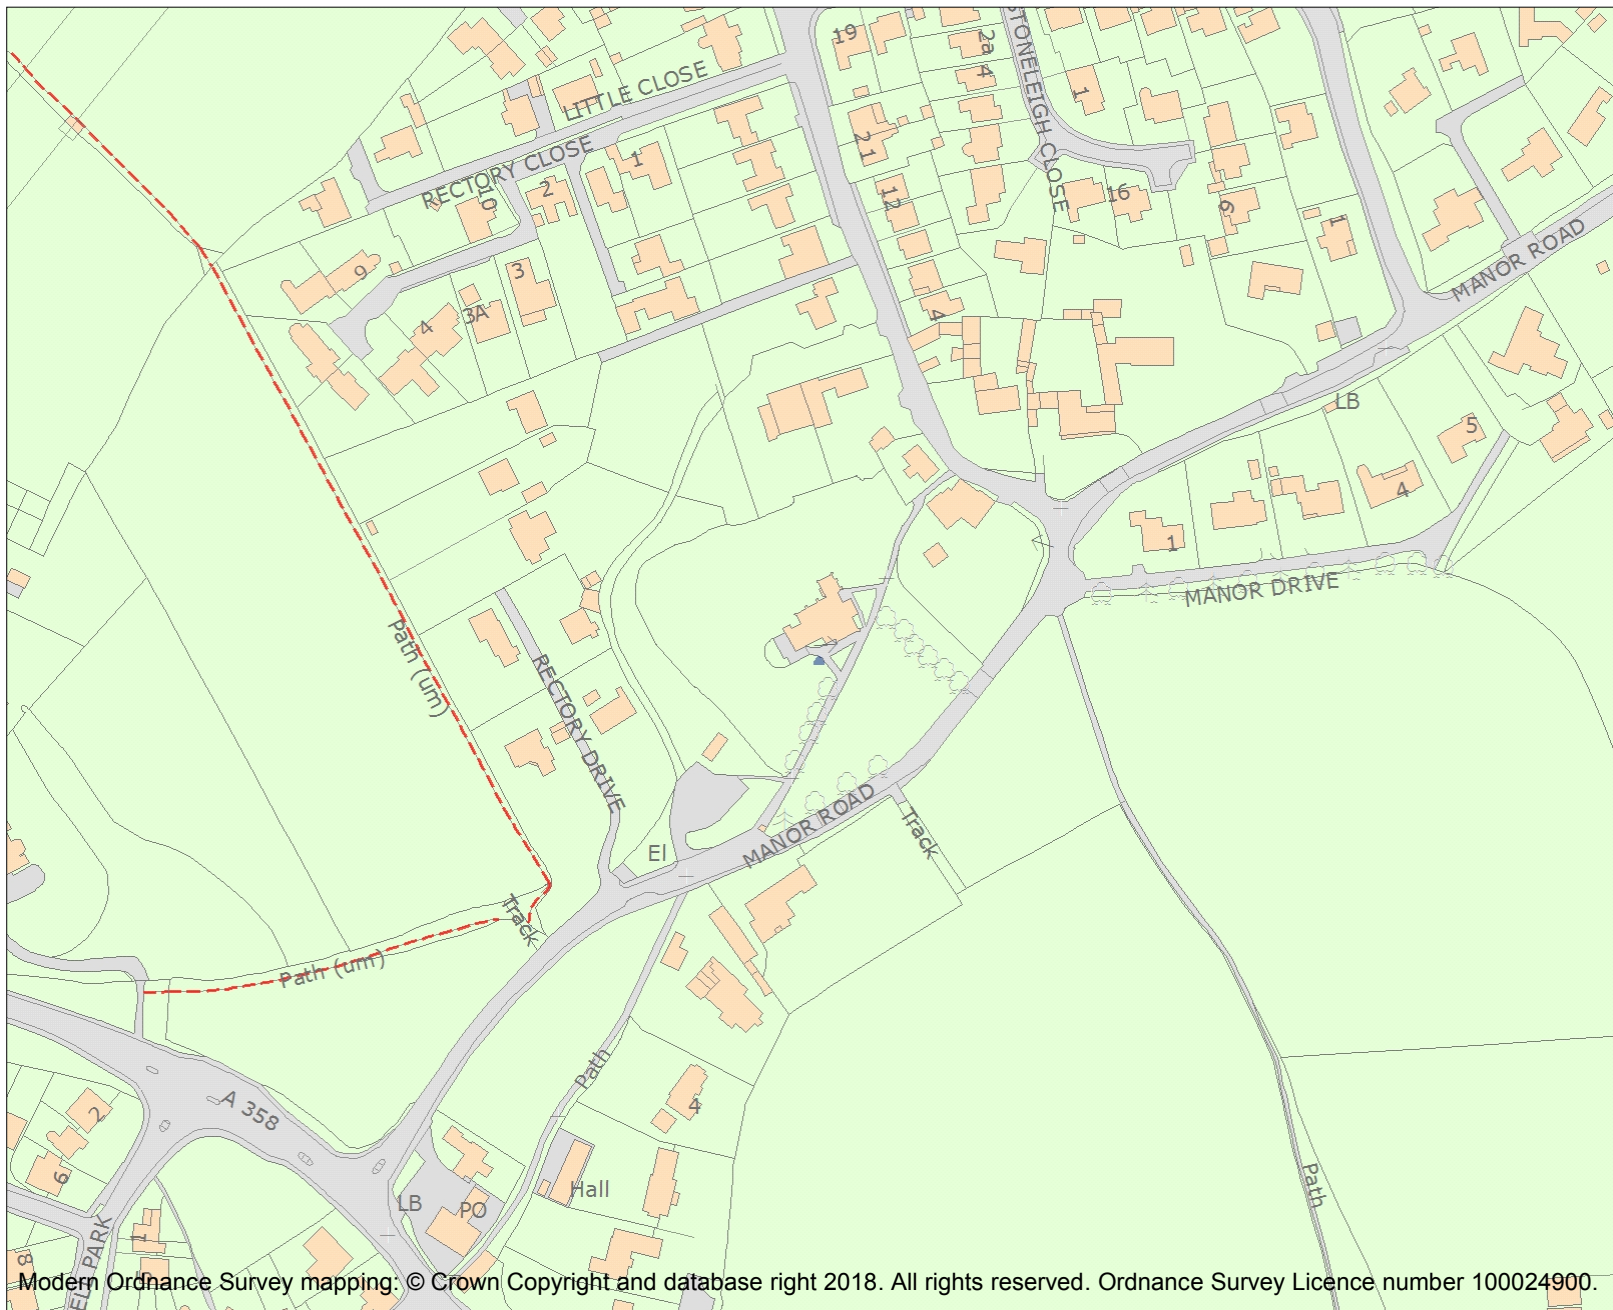 19
2a
4
STONELEIGH CLOSE
LITTLE CLOSE
1
21
RECTORY CLOSE
1
2
10
12
16
9
1
MANOR ROAD
9
3
3A
4
4
LB
5
4
1
MANOR DRIVE
Path (um)
RECTORY DRIVE
MANOR ROAD
Track
El
Track
Path (um)
Path
4
A 358
2
6
Hall
Path
LB
PO
1
8
5
Modern Ordnance Survey mapping: © Crown Copyright and database right 2018. All rights reserved. Ordnance Survey Licence number 100024900.